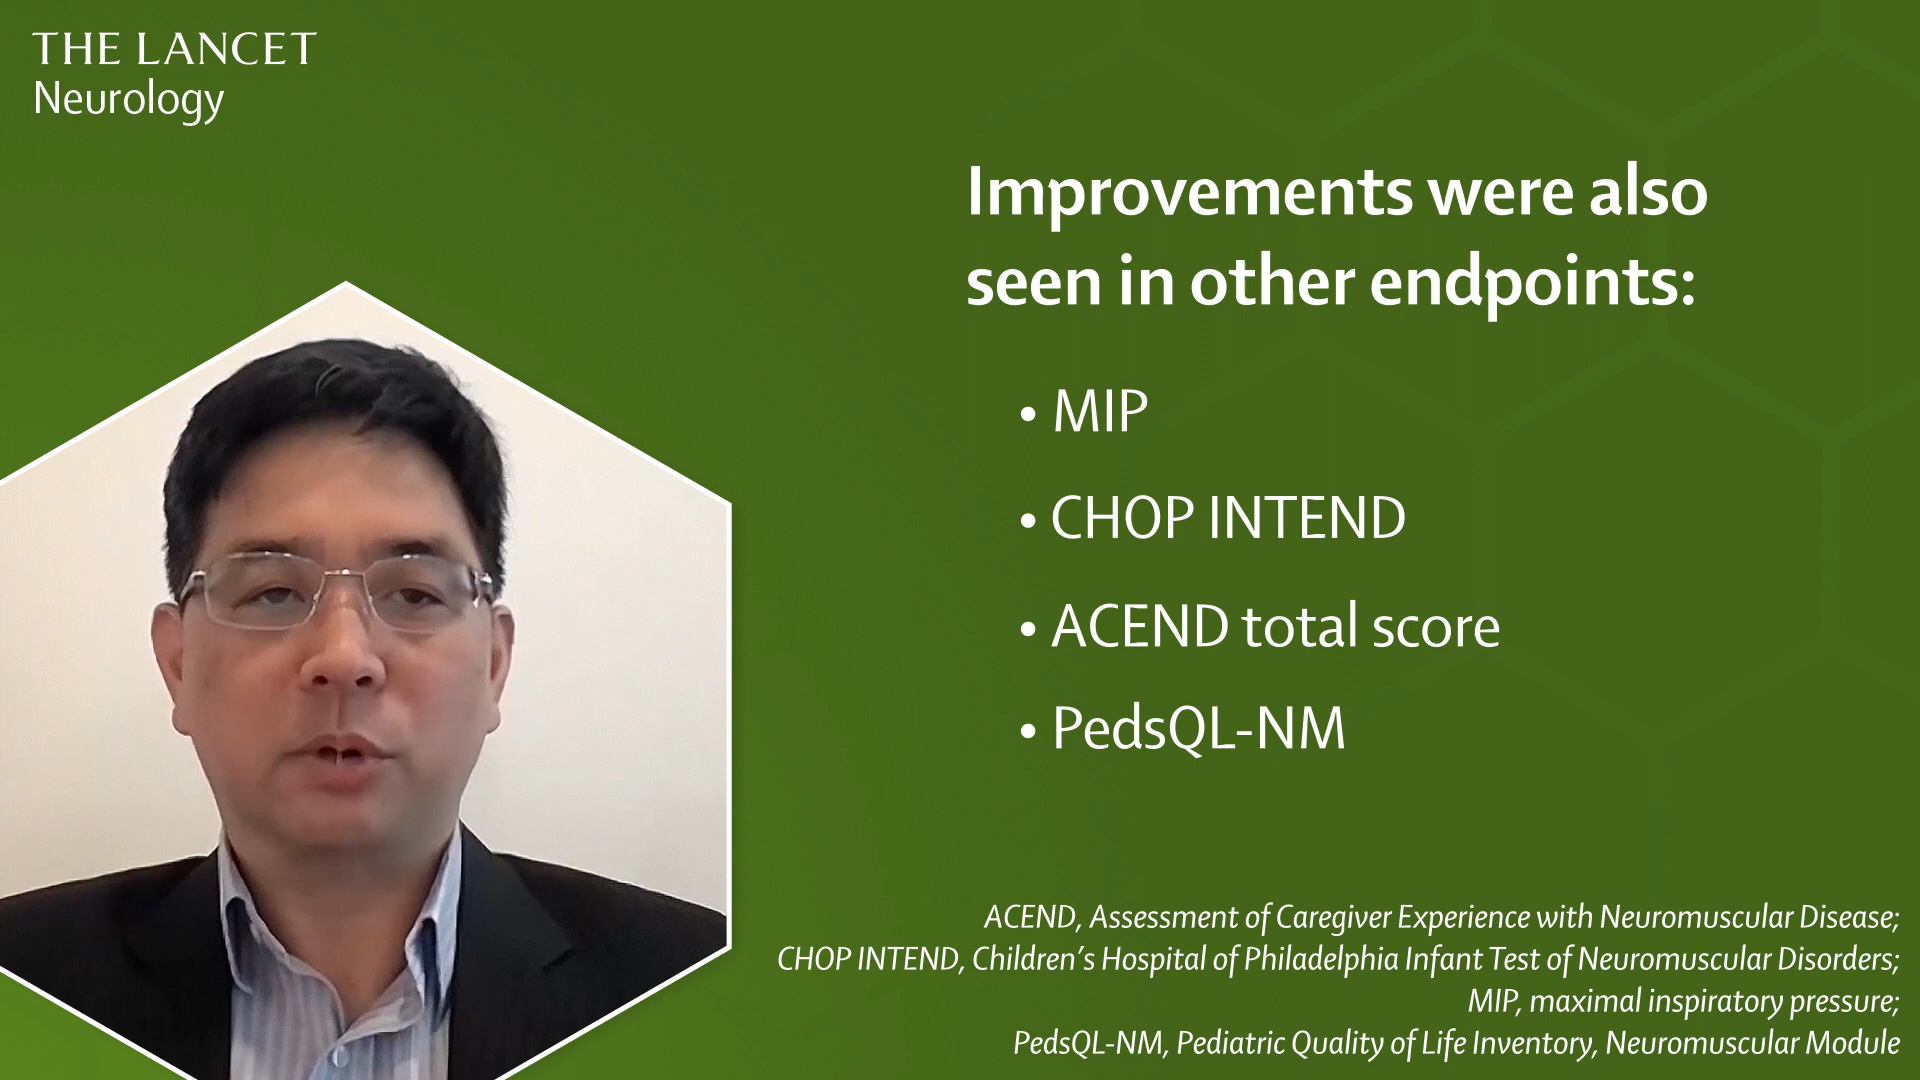 THE LANCET
Neurology
Improvements were also
seen in other endpoints:
• MIP
• CHOP INTEND
• ACEND total score
• PedsQL-NM
ACEND, Assessment of Caregiver Experience with Neuromuscular Disease;
CHOP INTEND, Children’s Hospital of Philadelphia Infant Test of Neuromuscular Disorders;
MIP, maximal inspiratory pressure;
PedsQL-NM, Pediatric Quality of Life Inventory, Neuromuscular Module